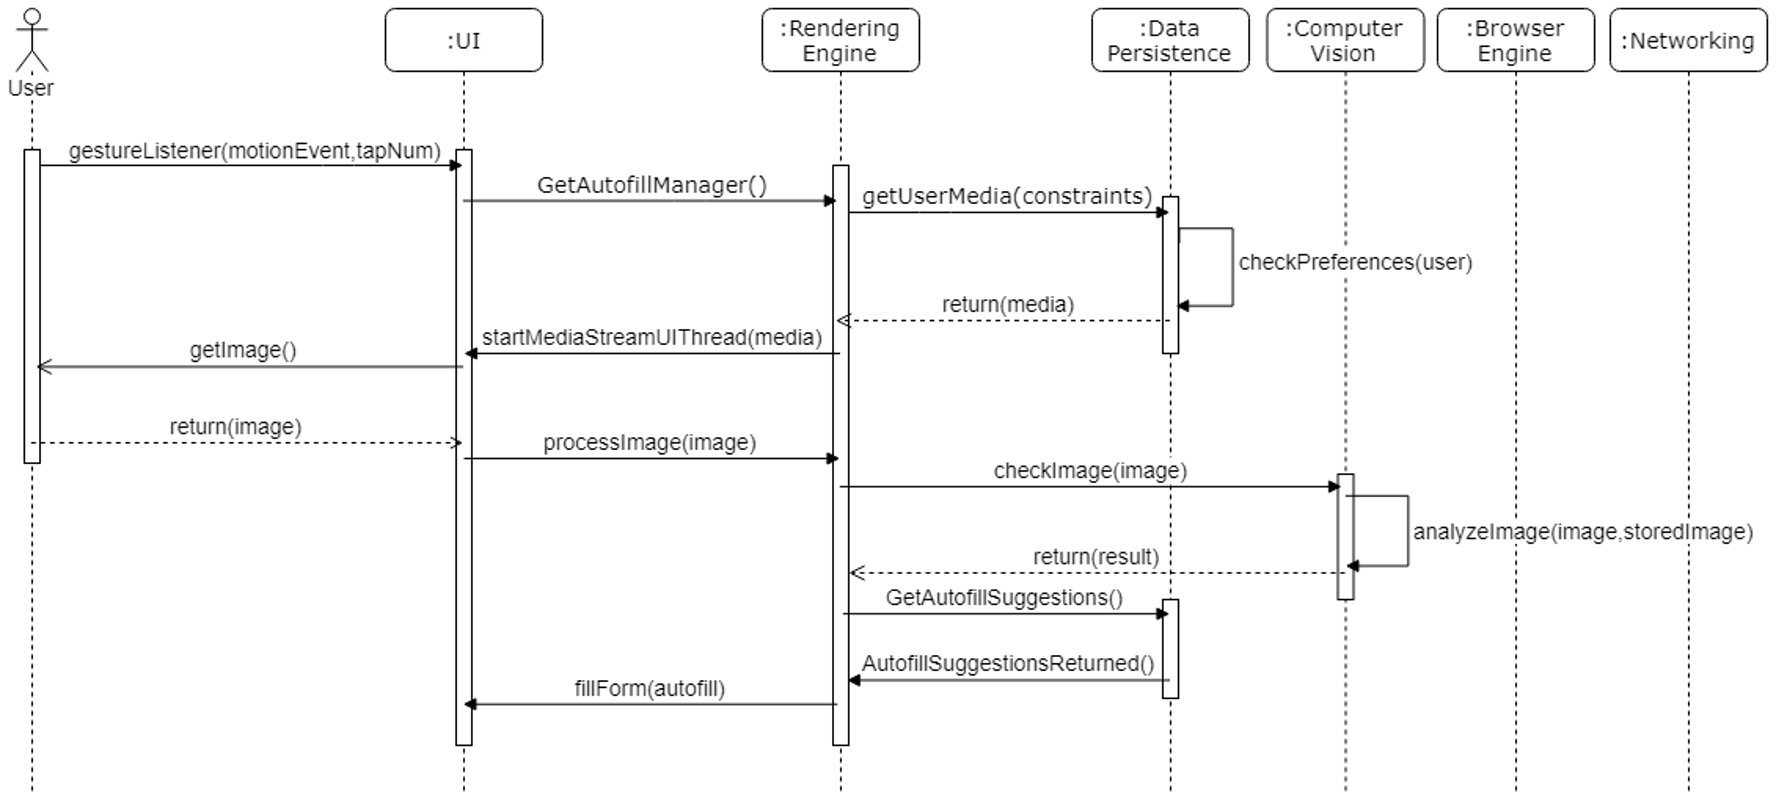 User
:UI
:Rendering
Engine
:Data
Persistence
:Computer
Vision
:Browser
Engine
:Networking
gestureListener(motionEvent,tapNum)
GetAutofillManager()
getUserMedia(constraints)
checkPreferences(user)
return(media)
startMediaStreamUIThread(media)
getImage()
return(image)
processImage(image)
checkImage(image)
analyzeImage(image,storedImage)
return(result)
GetAutofillSuggestions()
AutofillSuggestionsReturned()
fillForm(autofill)